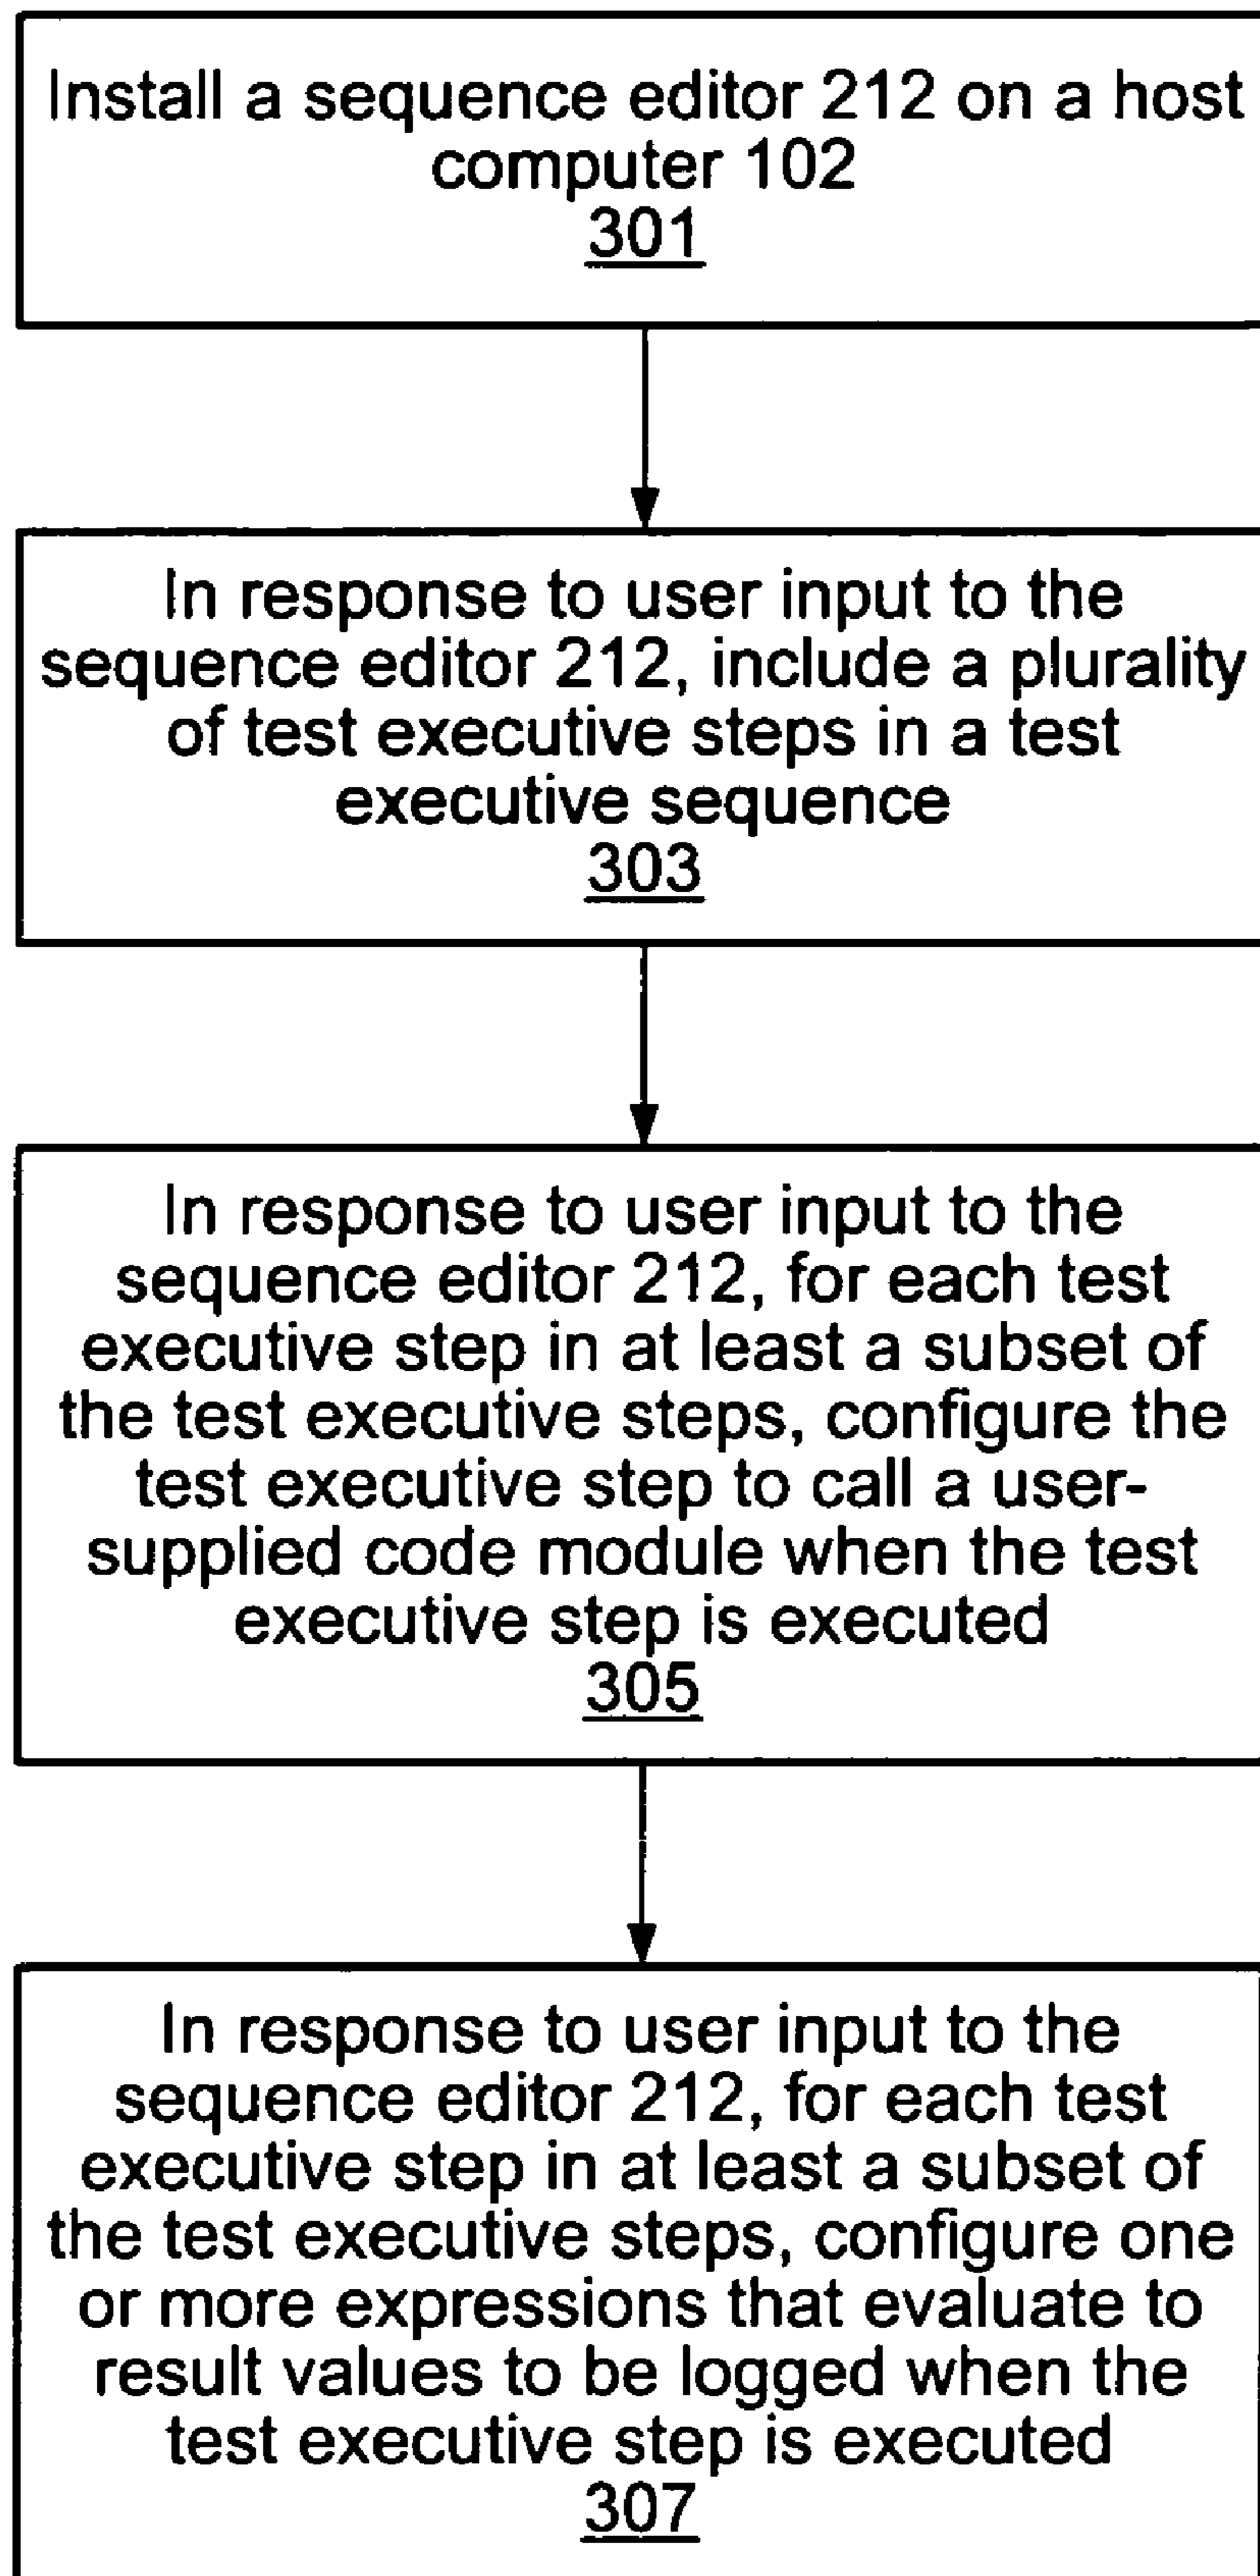 Install a sequence editor 212 on a host
computer 102
301
In response to user input to the
sequence editor 212, include a plurality
of test executive steps in a test
executive sequence
303
In response to user input to the
sequence editor 212, for each test
executive step in at least a subset of
the test executive steps, configure the
test executive step to call a user-
supplied code module when the test
executive step is executed
305
In response to user input to the
sequence editor 212, for each test
executive step in at least a subset of
the test executive steps, configure one
or more expressions that evaluate to
result values to be logged when the
test executive step is executed
307